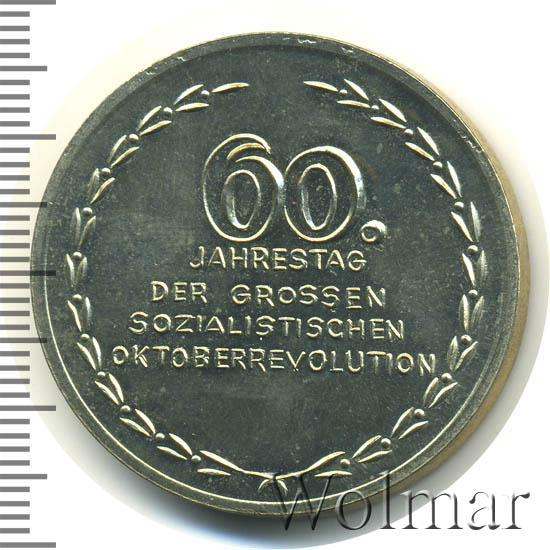 60.
JAHRESTAG
DER GROSSEN
SOZIALISTISCHEN
OKTOBERREVOLUTION
Wolmar